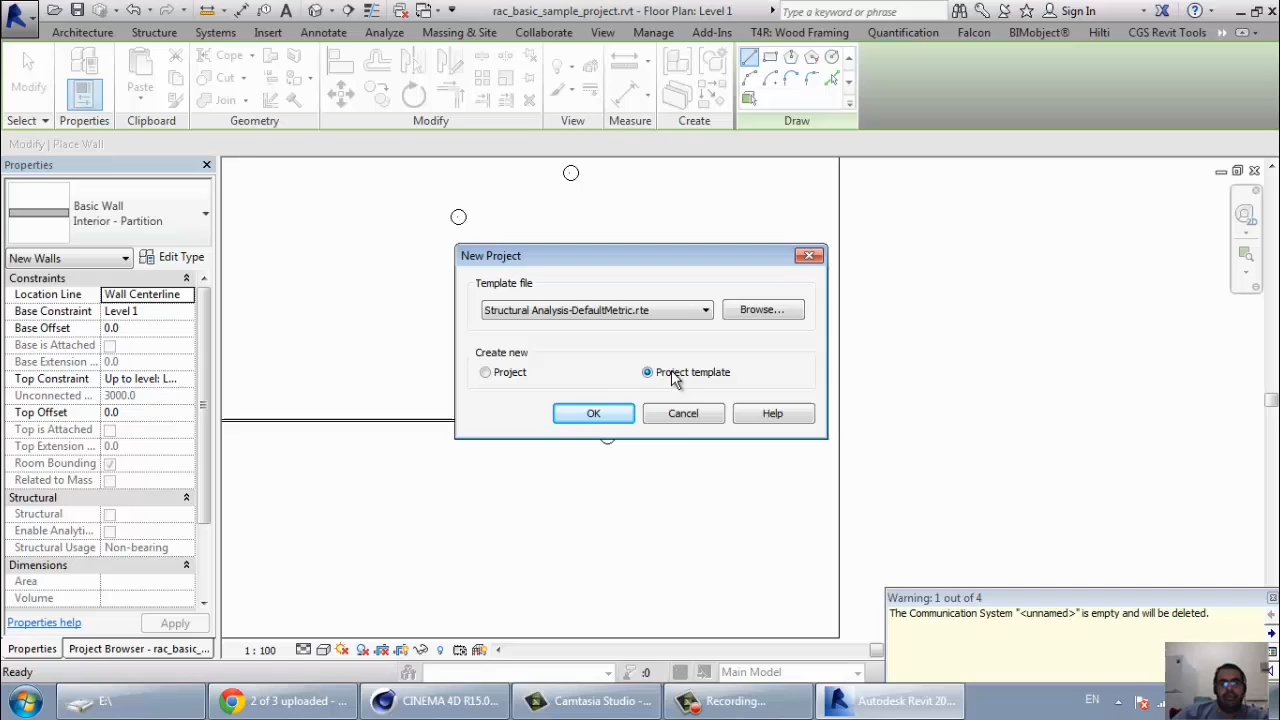 rac_basic_sample_project.rvt - Floor Plan: Level 1
Type a keyword or phrase
Sign In
Architecture Structure Systems Insert Annotate Analyze Massing & Site Collaborate View Manage Add-Ins T4R: Wood Framing Quantification Falcon BIMobject® Hilti CGS Revit Tools
Modify
Paste
Cope
Cut
Join
Select Properties Clipboard Geometry Modify View Measure Create Draw
Modify | Place Wall
Properties
Basic Wall
Interior - Partition
New Walls
Edit Type
Constraints
Location Line Wall Centerline
Base Constraint Level 1
Base Offset 0.0
Base is Attached
Base Extension ... 0.0
Top Constraint Up to level: L...
Unconnected ... 3000.0
Top Offset 0.0
Top is Attached
Top Extension ... 0.0
Room Bounding
Related to Mass
Structural
Structural
Enable Analyti...
Structural Usage Non-bearing
Dimensions
Area
Volume
Properties help
Apply
Properties
Project Browser - rac_basic_...
2D
New Project
Template file
Structural Analysis-DefaultMetric.rte
Browse...
Create new
Project
Project template
OK
Cancel
Help
Warning: 1 out of 4
The Communication System "<unnamed>" is empty and will be deleted.
1 : 100
Ready
:0
Main Model
E:\
2 of 3 uploaded - ...
CINEMA 4D R15.0...
Camtasia Studio - ...
Recording...
Autodesk Revit 20...
EN